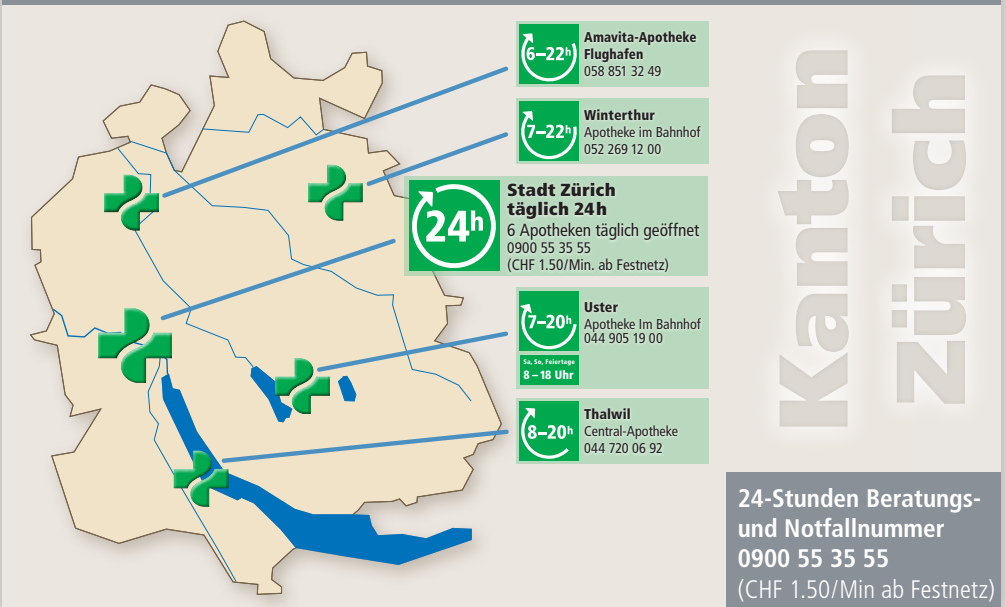 6–22h
Amavita-Apotheke
Flughafen
058 851 32 49
7–22h
Winterthur
Apotheke im Bahnhof
052 269 12 00
24h
Stadt Zürich
täglich 24h
6 Apotheken täglich geöffnet
0900 55 35 55
(CHF 1.50/Min. ab Festnetz)
7–20h
Uster
Apotheke Im Bahnhof
044 905 19 00
Sa, So, Feiertage
8–18 Uhr
8–20h
Thalwil
Central-Apotheke
044 720 06 92
Kanton
Zürich
24-Stunden Beratungs-
und Notfallnummer
0900 55 35 55
(CHF 1.50/Min ab Festnetz)